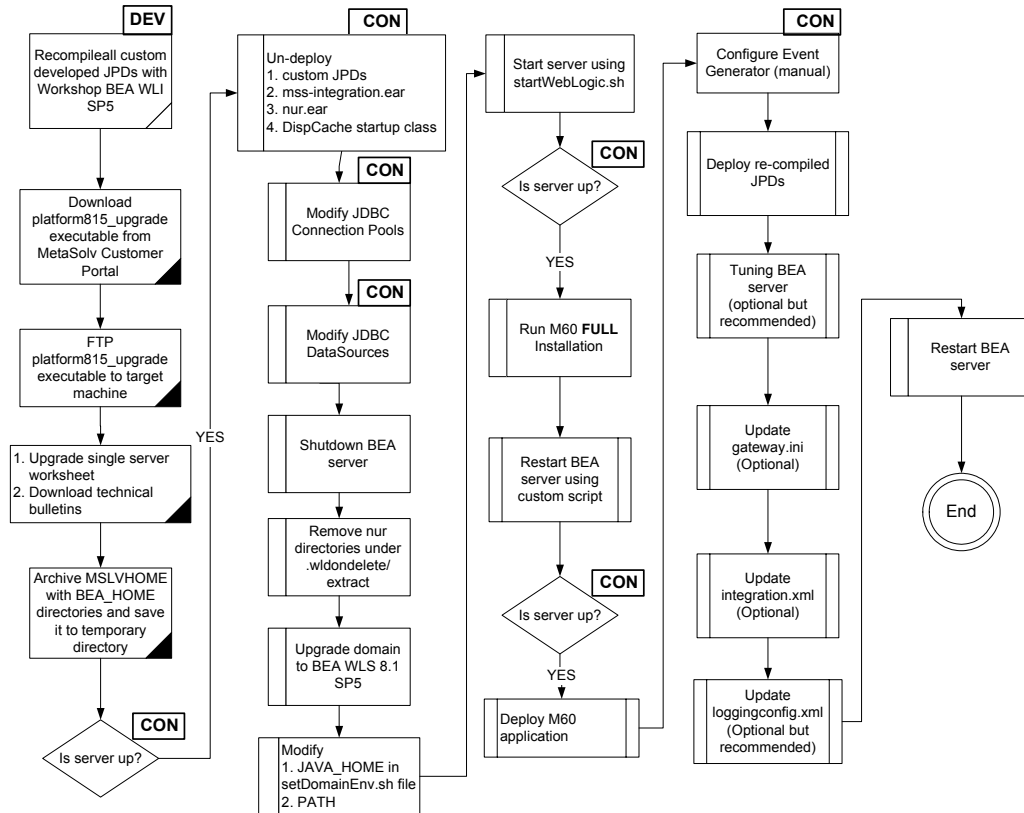 DEV
Recompileall custom
developed JPDs with
Workshop BEA WLI
SP5
Download
platform815_upgrade
executable from
MetaSolv Customer
Portal
FTP
platform815_upgrade
executable to target
machine
1. Upgrade single server
worksheet
2. Download technical
bulletins
Archive MSLVHOME
with BEA_HOME
directories and save
it to temporary
directory
CON
Is server up?
YES
CON
Un-deploy
1. custom JPDs
2. mss-integration.ear
3. nur.ear
4. DispCache startup class
CON
Modify JDBC
Connection Pools
CON
Modify JDBC
DataSources
Shutdown BEA
server
Remove nur
directories under
.wldondelete/
extract
Upgrade domain
to BEA WLS 8.1
SP5
Modify
1. JAVA_HOME in
setDomainEnv.sh file
2. PATH
Start server using
startWebLogic.sh
CON
Is server up?
YES
Run M60 FULL
Installation
Restart BEA
server using
custom script
CON
Is server up?
YES
Deploy M60
application
CON
Configure Event
Generator (manual)
Deploy re-compiled
JPDs
Tuning BEA
server
(optional but
recommended)
Update
gateway.ini
(Optional)
Update
integration.xml
(Optional)
Update
loggingconfig.xml
(Optional but
recommended)
Restart BEA
server
End